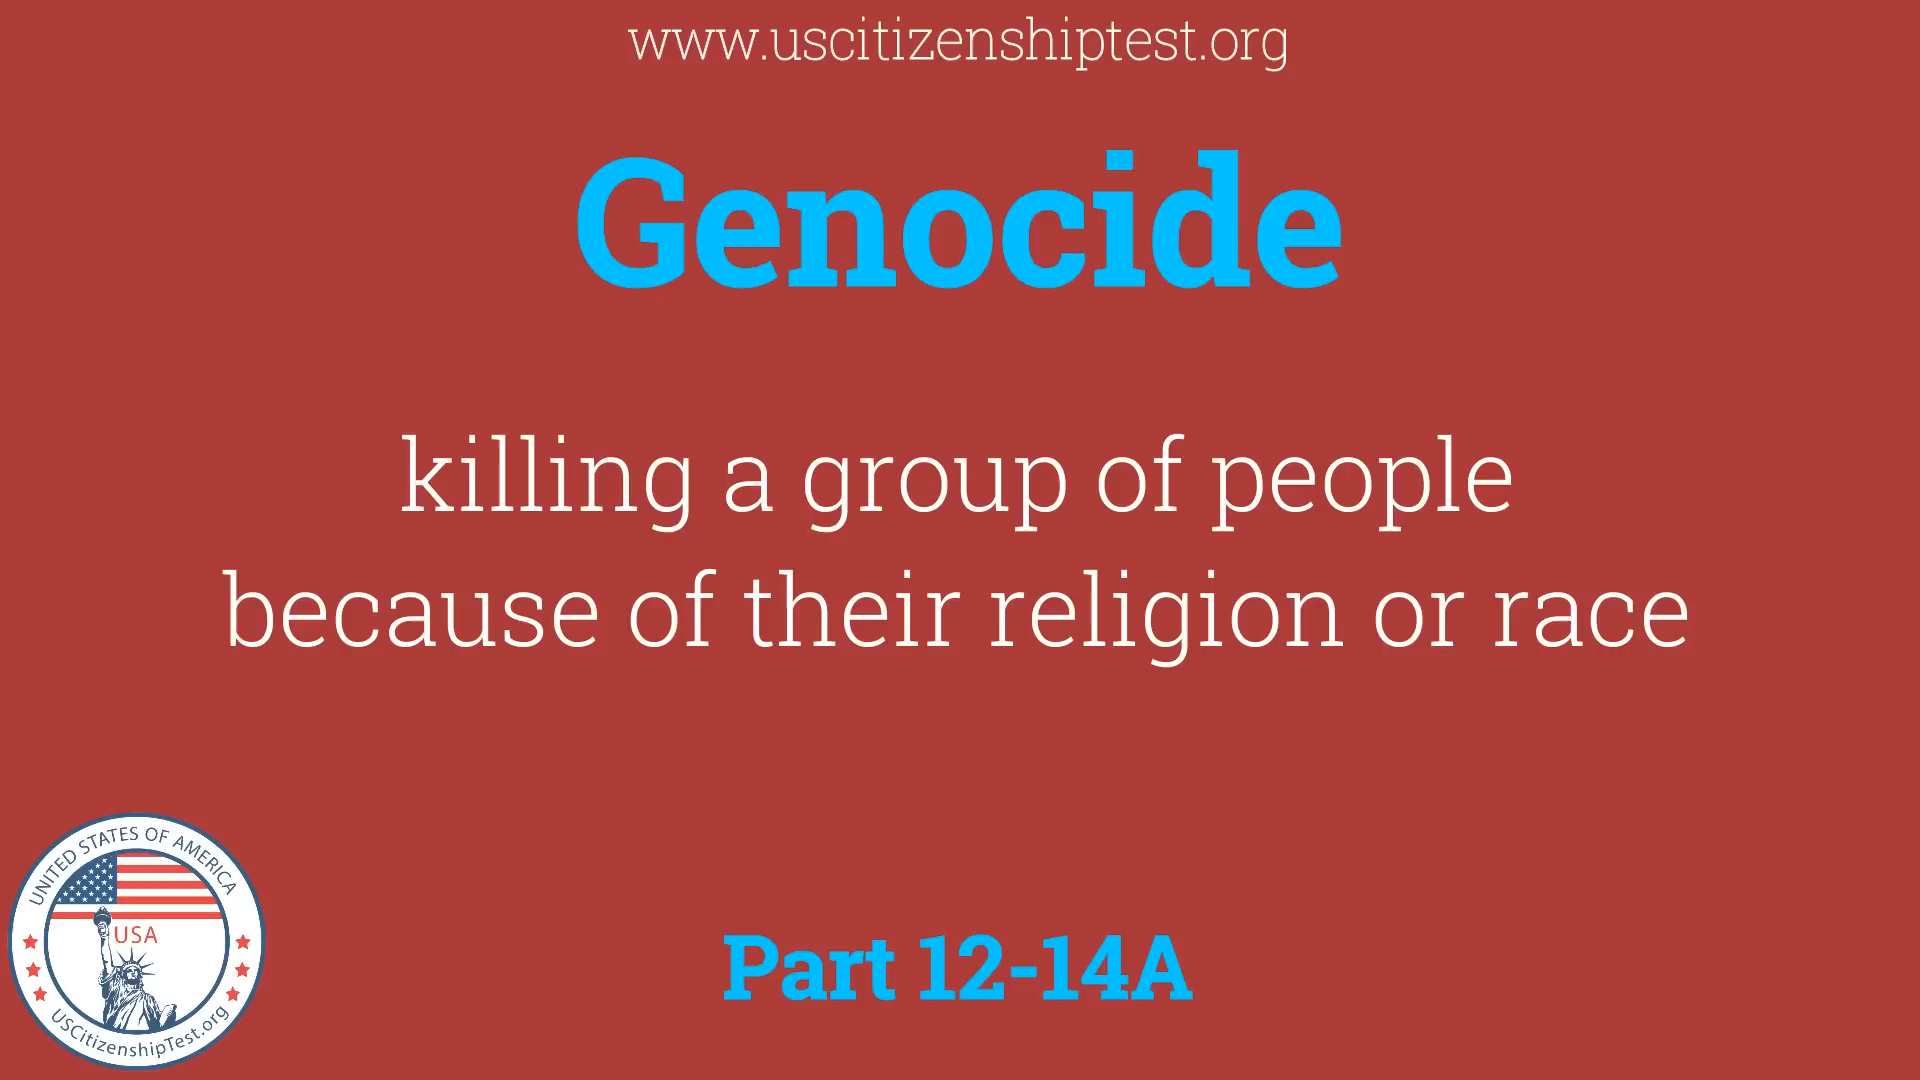 www.uscitizenshiptest.org
Genocide
killing a group of people
because of their religion or race
UNITED STATES OF AMERICA
USA
USCitizenshipTest.org
Part 12-14A